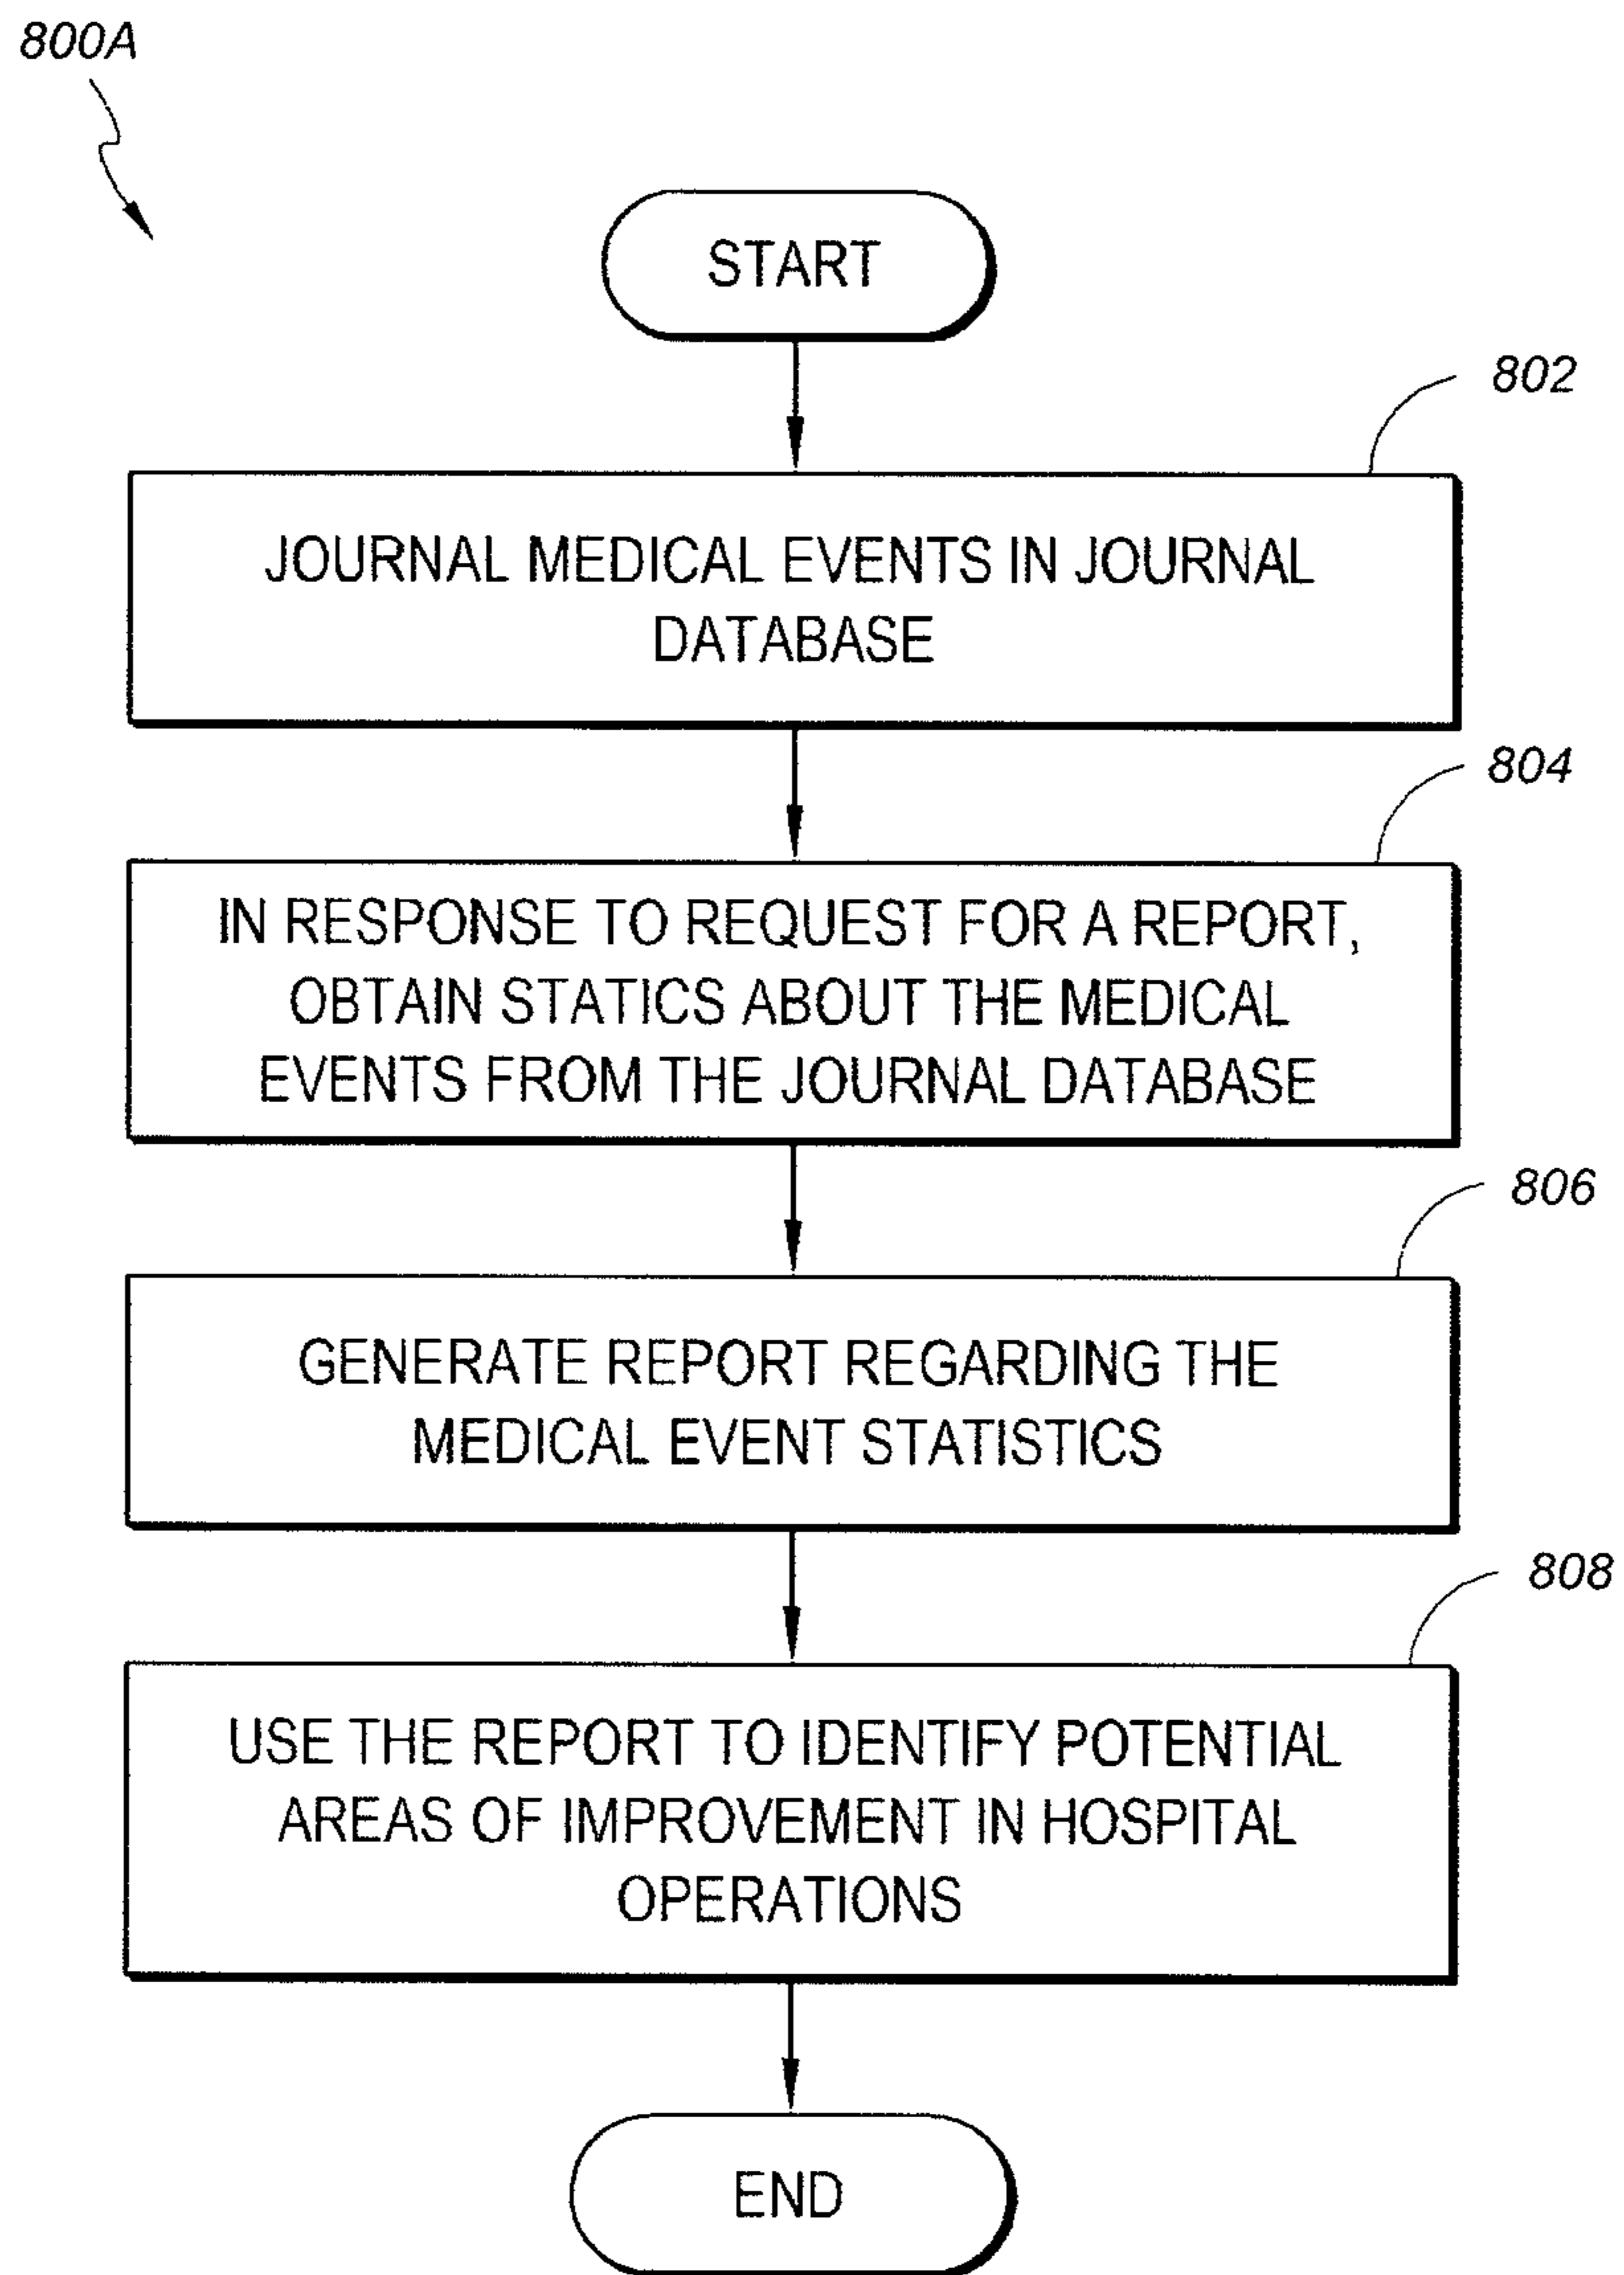 800A
START
802
JOURNAL MEDICAL EVENTS IN JOURNAL
DATABASE
804
IN RESPONSE TO REQUEST FOR A REPORT,
OBTAIN STATICS ABOUT THE MEDICAL
EVENTS FROM THE JOURNAL DATABASE
806
GENERATE REPORT REGARDING THE
MEDICAL EVENT STATISTICS
808
USE THE REPORT TO IDENTIFY POTENTIAL
AREAS OF IMPROVEMENT IN HOSPITAL
OPERATIONS
END